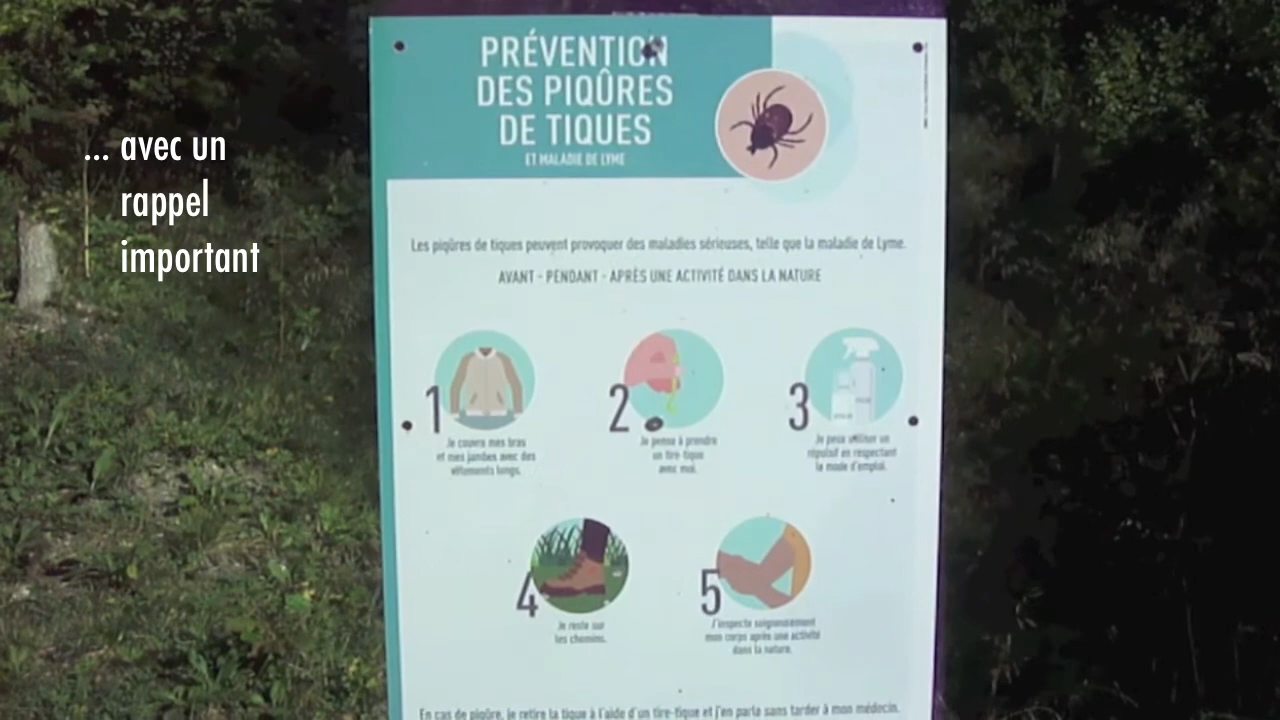 ... avec un
rappel
important
PRÉVENTION
DES PIQÛRES
DE TIQUES
ET MALADIE DE LYME
Les piqûres de tiques peuvent provoquer des maladies sérieuses, telle que la maladie de Lyme.
AVANT - PENDANT - APRÈS UNE ACTIVITÉ DANS LA NATURE
1
Je couvre mes bras
et mes jambes avec des
vêtements longs.
2
Je pense à prendre
un tire-tique
avec moi.
3
Je peux utiliser un
répulsif en respectant
le mode d'emploi.
4
Je reste sur
les chemins.
5
J'inspecte soigneusement
mon corps après une activité
dans la nature.
En cas de piqûre, je retire la tique à l'aide d'un tire-tique et j'en parle sans tarder à mon médecin.